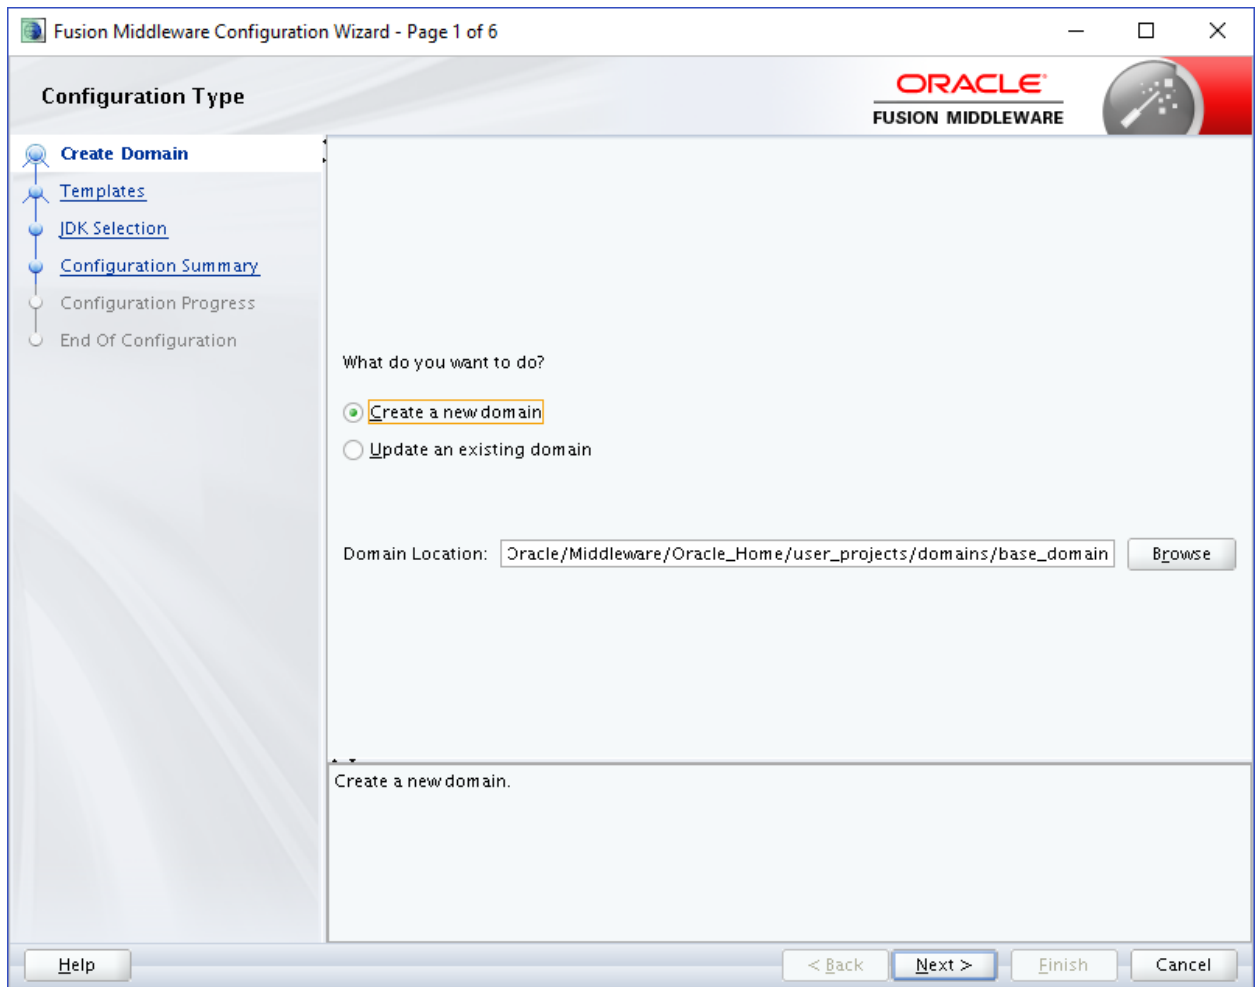 Fusion Middleware Configuration Wizard - Page 1 of 6
Configuration Type
ORACLE
FUSION MIDDLEWARE
Create Domain
Templates
JDK Selection
Configuration Summary
Configuration Progress
End Of Configuration
What do you want to do?
Create a new domain
Update an existing domain
Domain Location: Oracle/Middleware/Oracle_Home/user_projects/domains/base_domain Browse
Create a new domain.
Help < Back Next > Finish Cancel